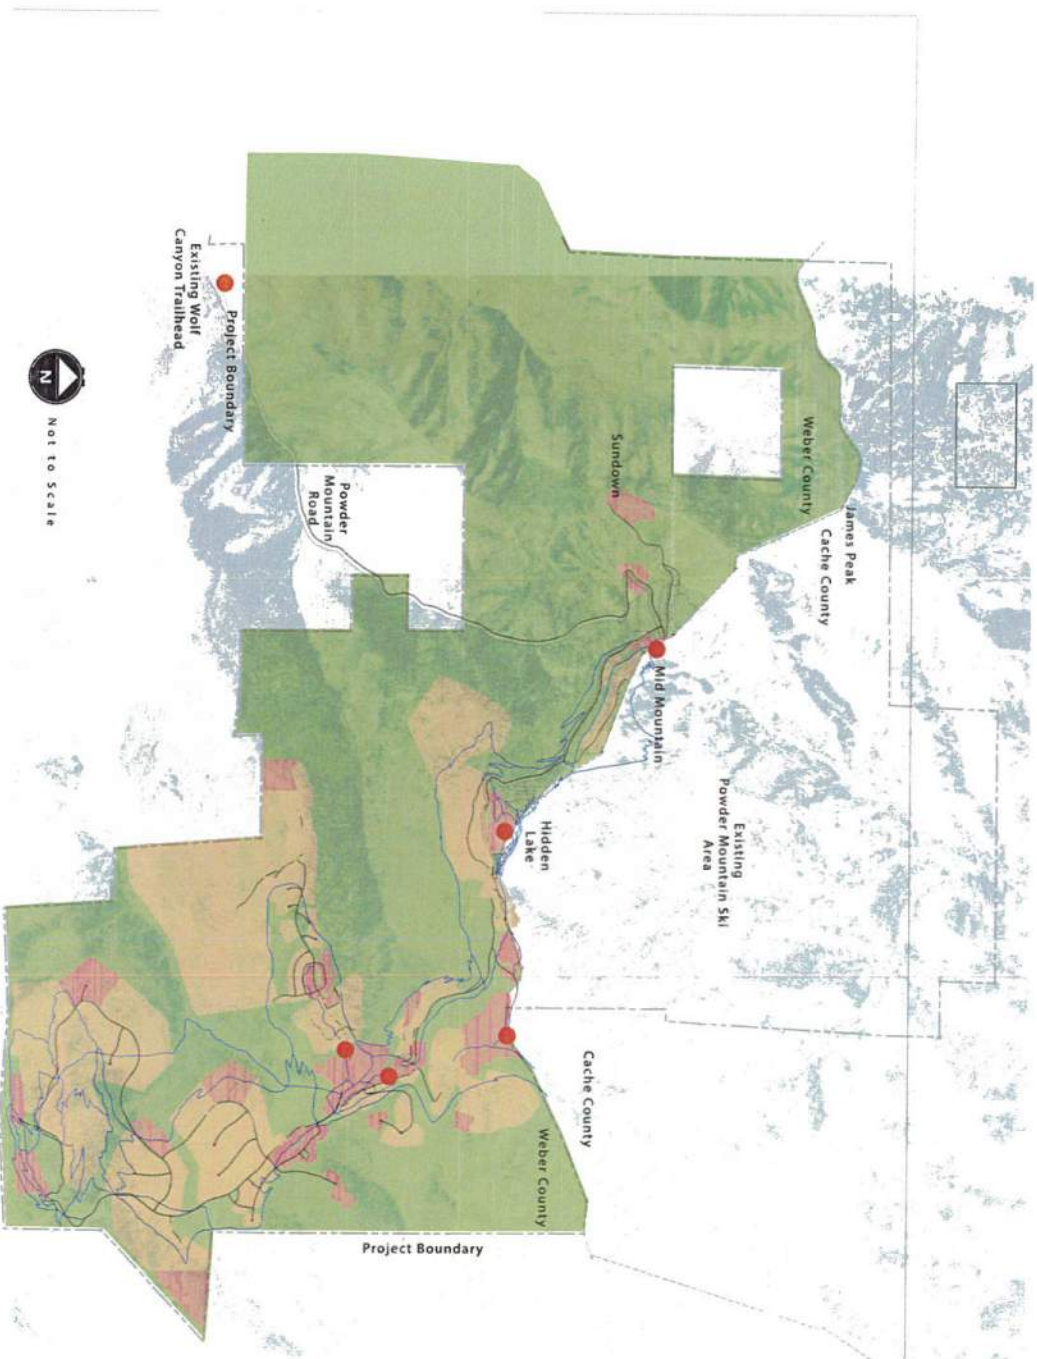 James Peak
Cache County
Weber County
Sundown
Mid Mountain
Existing
Powder Mountain Ski
Area
Hidden
Lake
Cache County
Weber County
Project Boundary
Powder
Mountain
Road
Project Boundary
Existing Wolf
Canyon Trailhead
N
Not to Scale